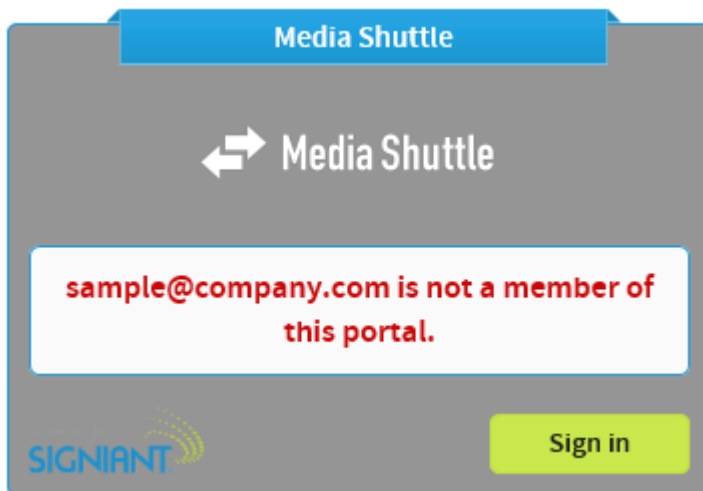 Media Shuttle
Media Shuttle
sample@company.com is not a member of
this portal.
SIGNIANT
Sign in